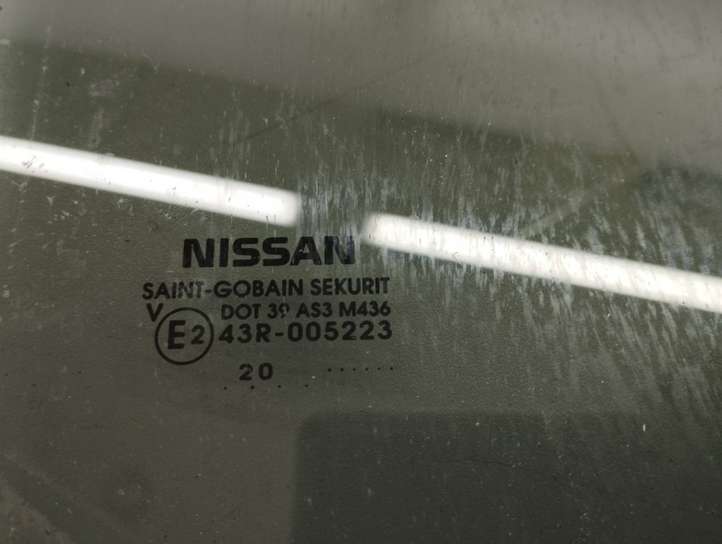 NISSAN
SAINT-GOBAIN SEKURIT
V DOT 39 AS3 M436
E2 43R-005223
20